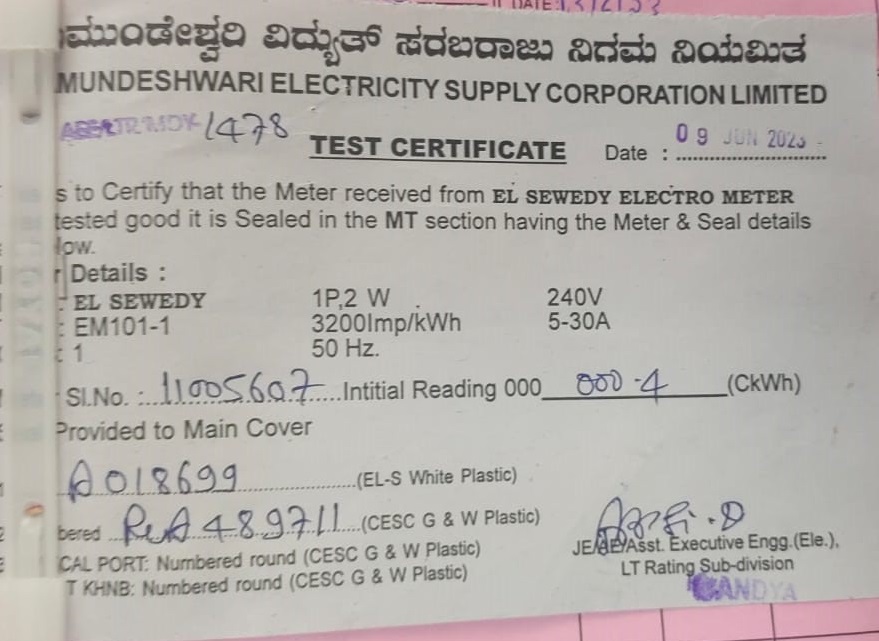 ಮುಂಡೇಶ್ವರಿ ವಿದ್ಯುತ್ ಸರಬರಾಜು ನಿಗಮ ನಿಯಮಿತ
MUNDESHWARI ELECTRICITY SUPPLY CORPORATION LIMITED
1478
TEST CERTIFICATE Date : 09 JUN 2023
s to Certify that the Meter received from EL SEWEDY ELECTRO METER
tested good it is Sealed in the MT section having the Meter & Seal details
low.
r Details :
: EL SEWEDY 1P,2 W 240V
: EM101-1 3200Imp/kWh 5-30A
: 1 50 Hz.
Sl.No. : 11005607 Intitial Reading 000 000-4 (CkWh)
Provided to Main Cover
A018699 (EL-S White Plastic)
bered 489711 (CESC G & W Plastic)
CAL PORT: Numbered round (CESC G & W Plastic)
T KHNB: Numbered round (CESC G & W Plastic)
JE/AE/Asst. Executive Engg.(Ele.),
LT Rating Sub-division
MANDYA